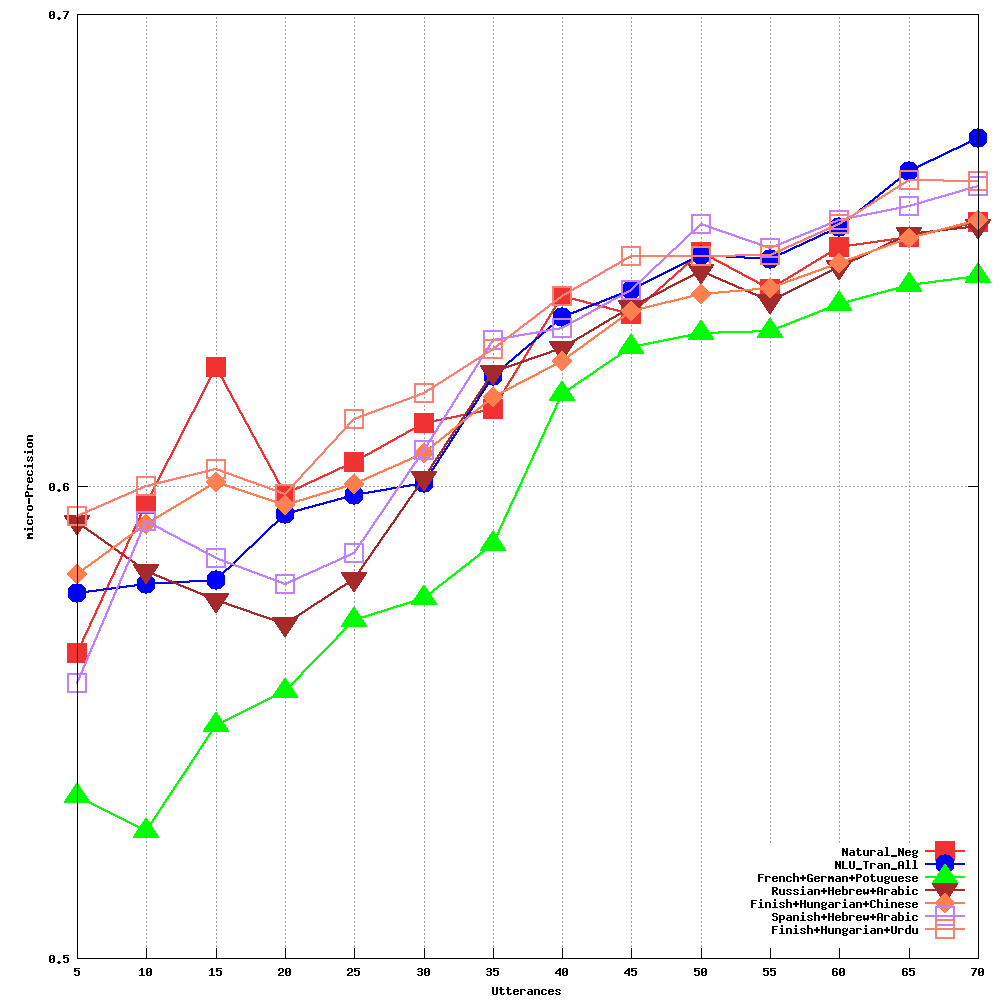 0.7
0.6
0.5
micro-Precision
Natural_Neg
NLU_Tran_All
French+German+Potuguese
Russian+Hebrew+Arabic
Finish+Hungarian+Chinese
Spanish+Hebrew+Arabic
Finish+Hungarian+Urdu
5 10 15 20 25 30 35 40 45 50 55 60 65 70
Utterances